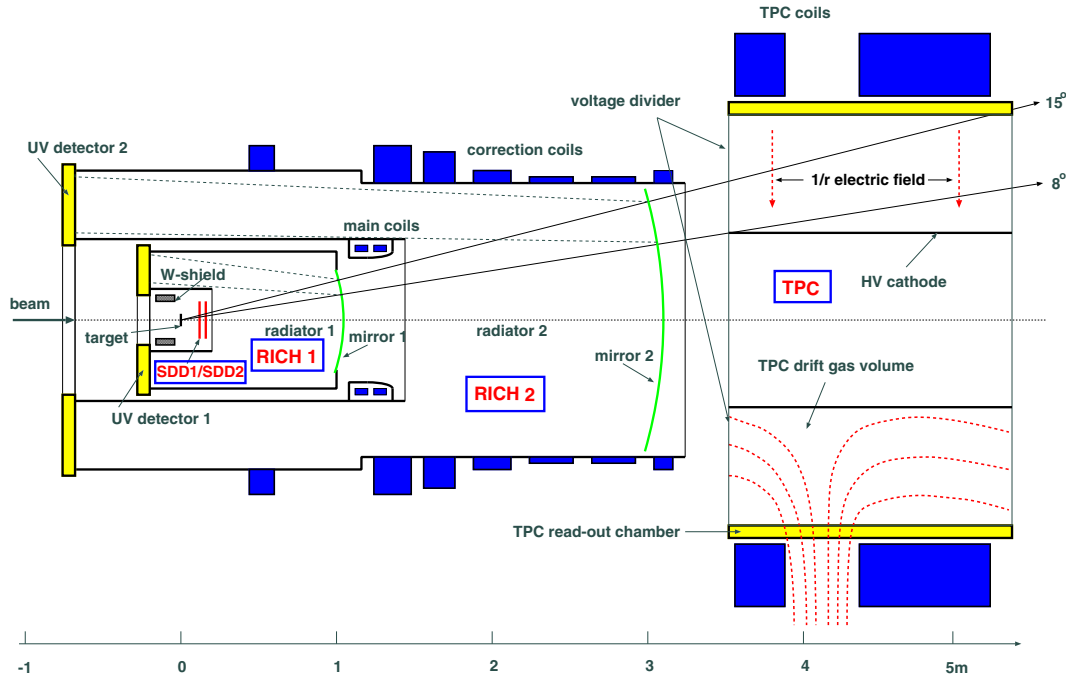 TPC coils
voltage divider
15°
UV detector 2
correction coils
1/r electric field
8°
main coils
W-shield
HV cathode
beam
TPC
target
radiator 1
mirror 1
radiator 2
RICH 1
mirror 2
SDD1/SDD2
TPC drift gas volume
RICH 2
UV detector 1
TPC read-out chamber
-1 0 1 2 3 4 5m